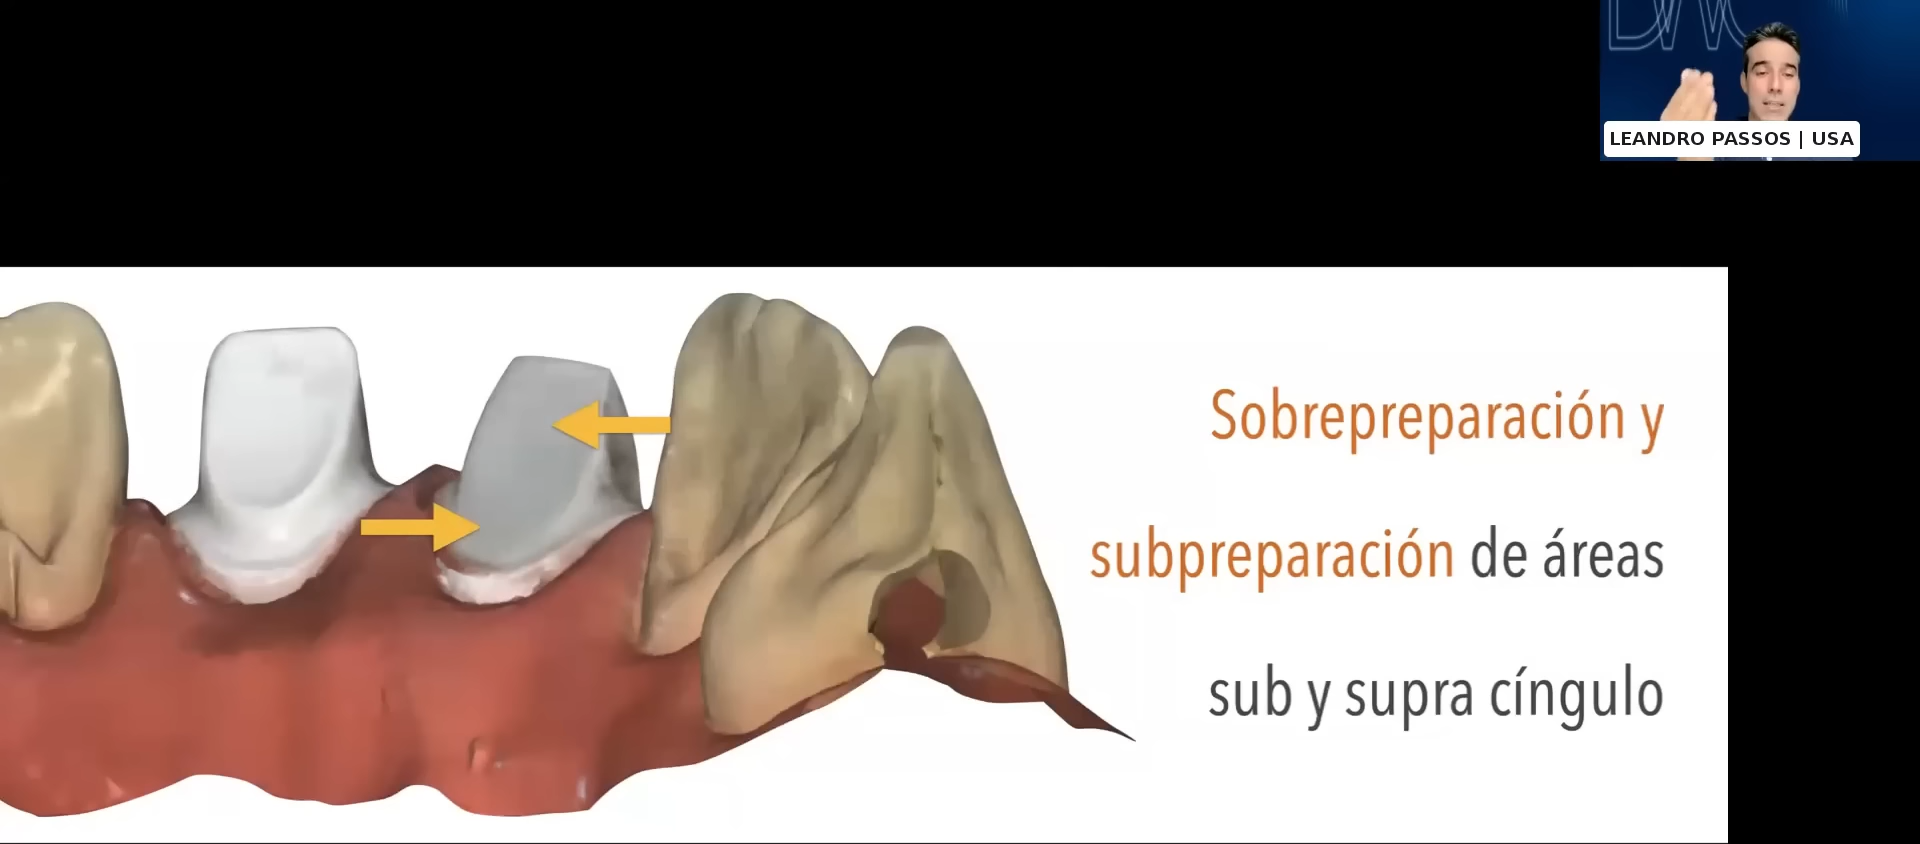 LEANDRO PASSOS | USA
Sobrepreparación y
subpreparación de áreas
sub y supra cíngulo